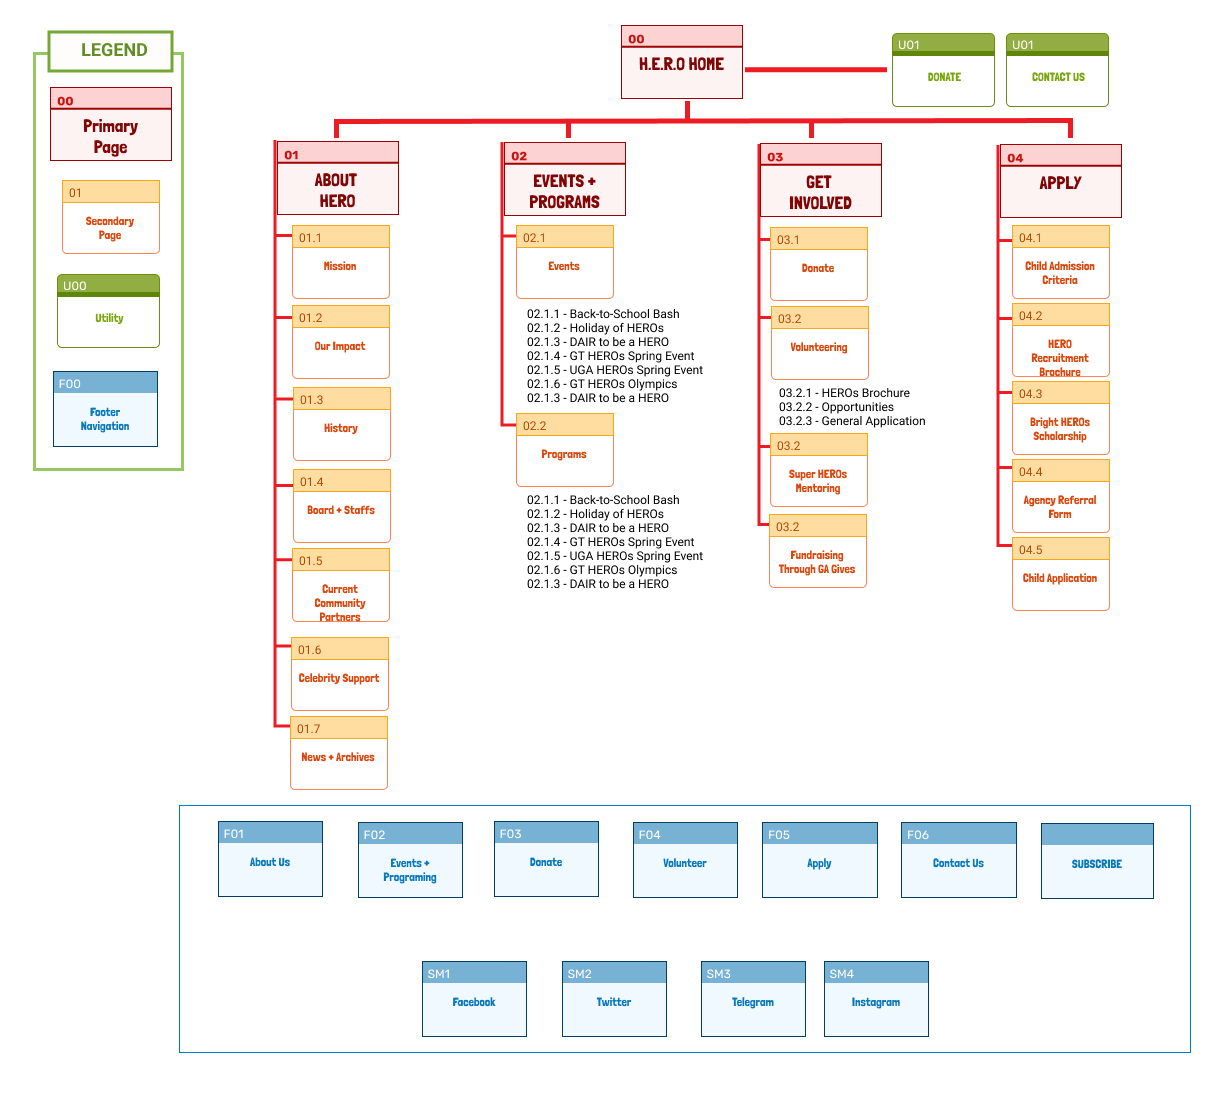 LEGEND
00
Primary
Page
01
Secondary
Page
U00
Utility
F00
Footer
Navigation
00
H.E.R.O HOME
U01
DONATE
U01
CONTACT US
01
ABOUT
HERO
01.1
Mission
01.2
Our Impact
01.3
History
01.4
Board + Staffs
01.5
Current
Community
Partners
01.6
Celebrity Support
01.7
News + Archives
02
EVENTS +
PROGRAMS
02.1
Events
02.1.1 - Back-to-School Bash
02.1.2 - Holiday of HEROs
02.1.3 - DAIR to be a HERO
02.1.4 - GT HEROs Spring Event
02.1.5 - UGA HEROs Spring Event
02.1.6 - GT HEROs Olympics
02.1.3 - DAIR to be a HERO
02.2
Programs
02.1.1 - Back-to-School Bash
02.1.2 - Holiday of HEROs
02.1.3 - DAIR to be a HERO
02.1.4 - GT HEROs Spring Event
02.1.5 - UGA HEROs Spring Event
02.1.6 - GT HEROs Olympics
02.1.3 - DAIR to be a HERO
03
GET
INVOLVED
03.1
Donate
03.2
Volunteering
03.2.1 - HEROs Brochure
03.2.2 - Opportunities
03.2.3 - General Application
03.2
Super HEROs
Mentoring
03.2
Fundraising
Through GA Gives
04
APPLY
04.1
Child Admission
Criteria
04.2
HERO
Recruitment
Brochure
04.3
Bright HEROs
Scholarship
04.4
Agency Referral
Form
04.5
Child Application
F01
About Us
F02
Events +
Programing
F03
Donate
F04
Volunteer
F05
Apply
F06
Contact Us
SUBSCRIBE
SM1
Facebook
SM2
Twitter
SM3
Telegram
SM4
Instagram